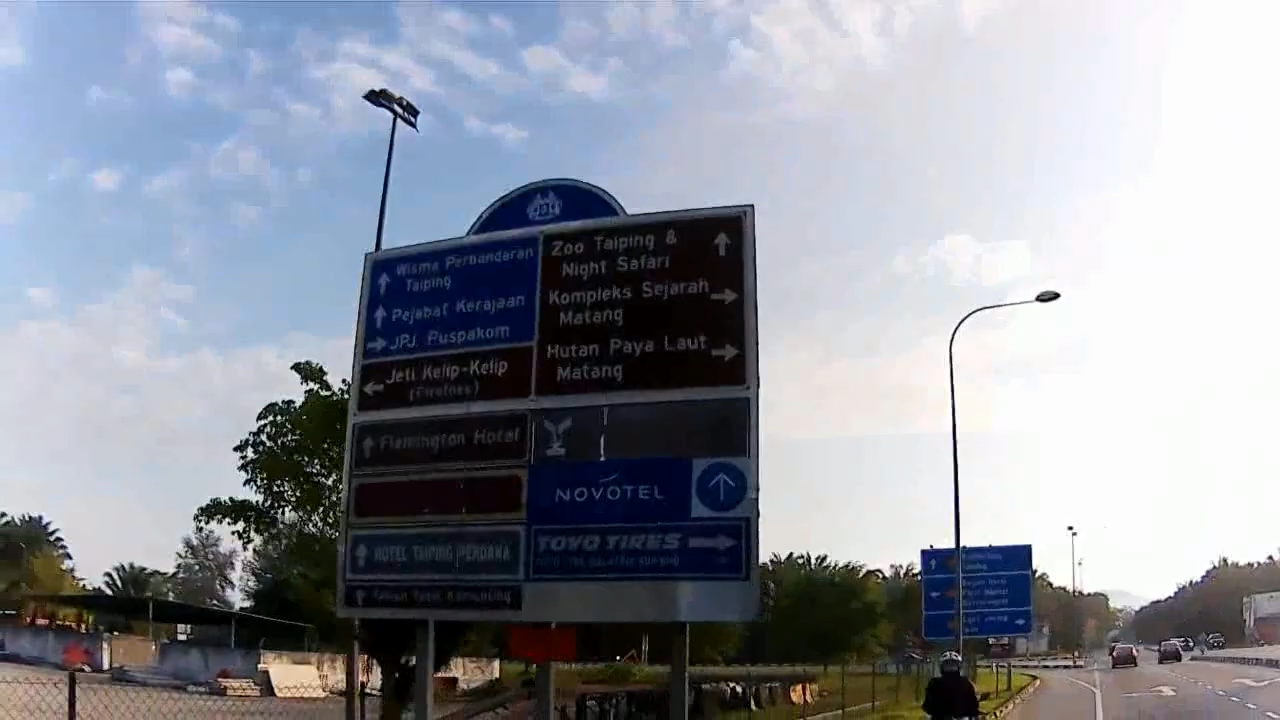 Wisma Perbandaran
Taiping
Pejabat Kerajaan
JPJ, Puspakom
Jeti Kelip-Kelip
(Fireflies)
Flemington Hotel
HOTEL TAIPING PERDANA
Zoo Taiping &
Night Safari
Kompleks Sejarah
Matang
Hutan Paya Laut
Matang
NOVOTEL
TOYO TIRES